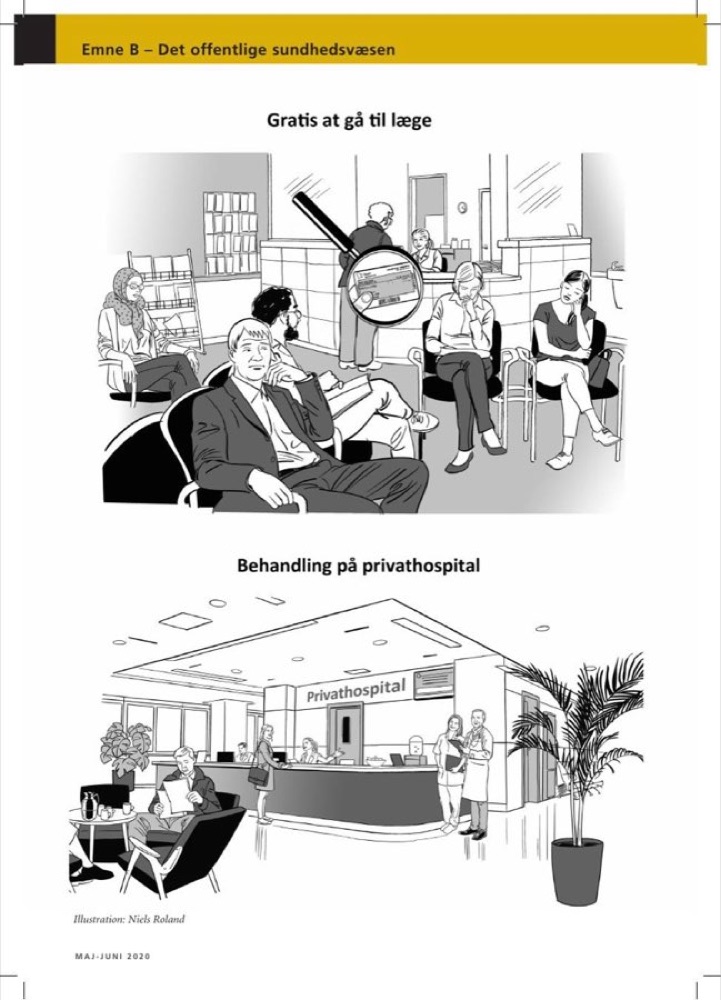 Emne B – Det offentlige sundhedsvæsen
Gratis at gå til læge
Behandling på privathospital
Privathospital
Illustration: Niels Roland
MAJ-JUNI 2020